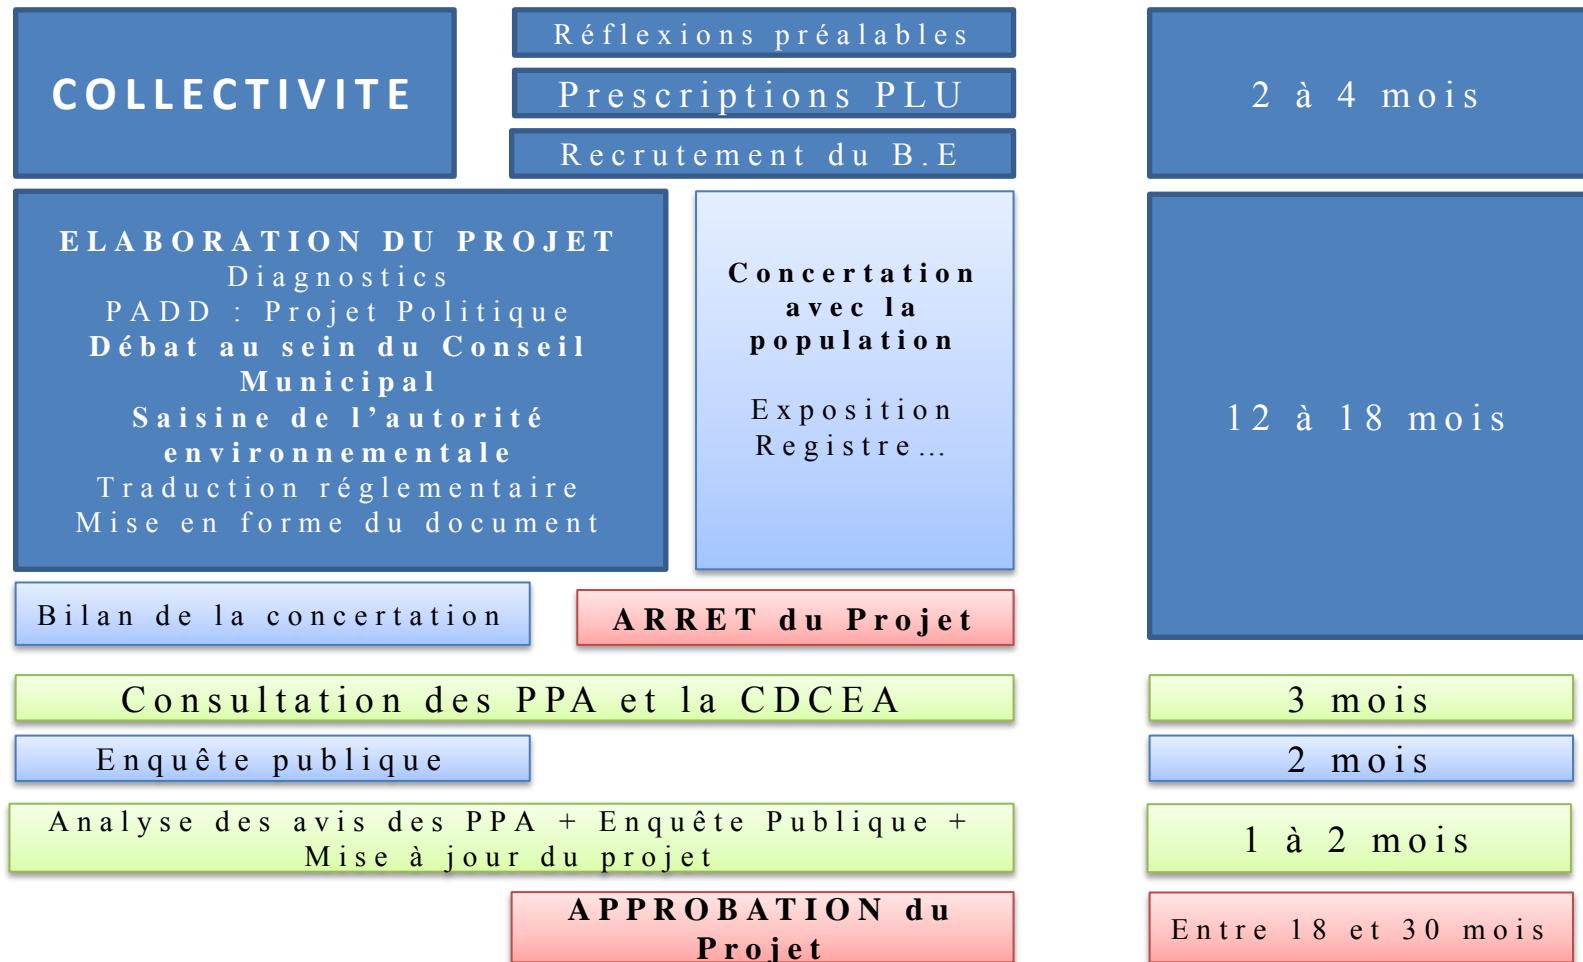 COLLECTIVITE
Réflexions préalables
Prescriptions PLU
Recrutement du B.E
2 à 4 mois
ELABORATION DU PROJET
Diagnostics
PADD : Projet Politique
Débat au sein du Conseil
Municipal
Saisine de l’autorité
environnementale
Traduction réglementaire
Mise en forme du document
Concertation
avec la
population
Exposition
Registre…
12 à 18 mois
Bilan de la concertation
ARRET du Projet
Consultation des PPA et la CDCEA
3 mois
Enquête publique
2 mois
Analyse des avis des PPA + Enquête Publique +
Mise à jour du projet
1 à 2 mois
APPROBATION du
Projet
Entre 18 et 30 mois